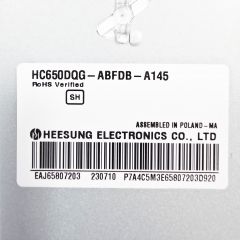 HC650DQG-ABFDB-A145
RoHS Verified
SH
ASSEMBLED IN POLAND-MA
HEESUNG ELECTRONICS CO., LTD
EAJ65807203 230710 P7A4C5M3E65807203D920